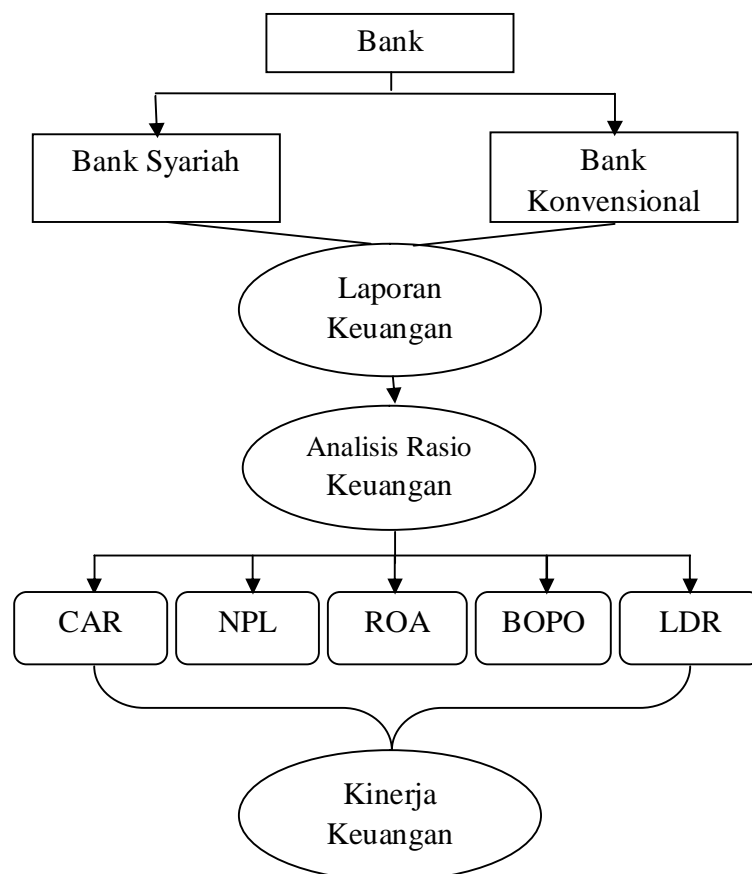 Bank
Bank Syariah
Bank
Konvensional
Laporan
Keuangan
Analisis Rasio
Keuangan
CAR
NPL
ROA
BOPO
LDR
Kinerja
Keuangan